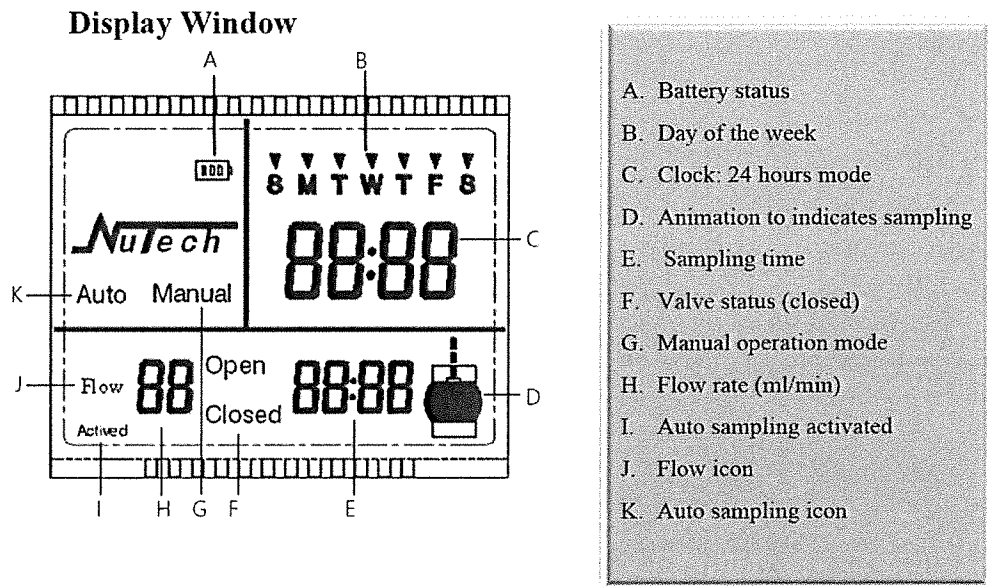 Display Window
A
B
S M T W T F S
NuTech
88:88
C
K
Auto Manual
J
Flow
88
Open
Closed
88:88
D
Actived
I
H
G
F
E
A. Battery status
B. Day of the week
C. Clock: 24 hours mode
D. Animation to indicates sampling
E. Sampling time
F. Valve status (closed)
G. Manual operation mode
H. Flow rate (ml/min)
I. Auto sampling activated
J. Flow icon
K. Auto sampling icon